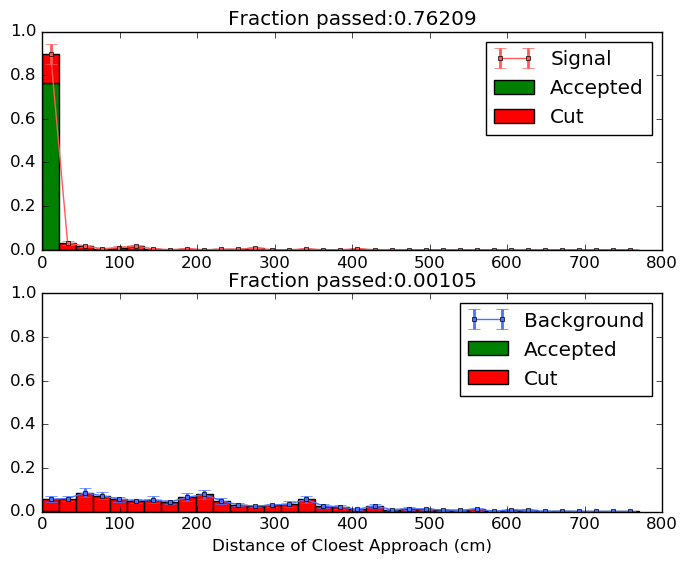 Fraction passed:0.76209
1.0
0.8
0.6
0.4
0.2
0.0
Signal
Accepted
Cut
0 100 200 300 400 500 600 700 800
Fraction passed:0.00105
1.0
0.8
0.6
0.4
0.2
0.0
Background
Accepted
Cut
0 100 200 300 400 500 600 700 800
Distance of Cloest Approach (cm)